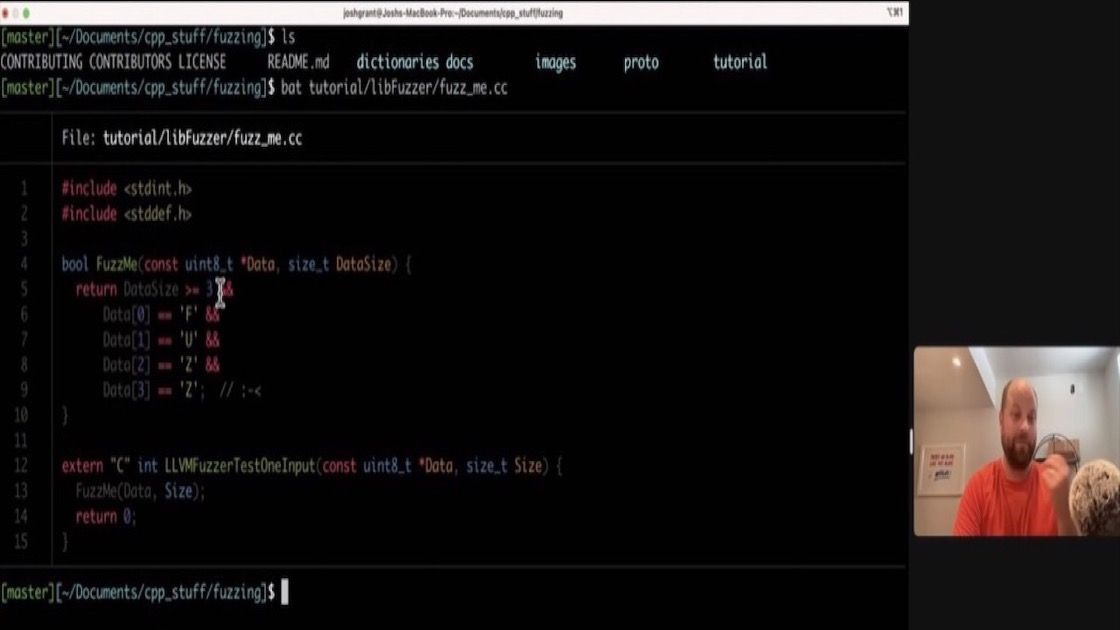 joshgrant@Joshs-MacBook-Pro:~/Documents/cpp_stuff/fuzzing
⌥⌘1
[master][~/Documents/cpp_stuff/fuzzing]$ ls
CONTRIBUTING CONTRIBUTORS LICENSE README.md dictionaries docs images proto tutorial
[master][~/Documents/cpp_stuff/fuzzing]$ bat tutorial/libFuzzer/fuzz_me.cc
File: tutorial/libFuzzer/fuzz_me.cc
1 #include <stdint.h>
2 #include <stddef.h>
3
4 bool FuzzMe(const uint8_t *Data, size_t DataSize) {
5 return DataSize >= 3 &&
6 Data[0] == 'F' &&
7 Data[1] == 'U' &&
8 Data[2] == 'Z' &&
9 Data[3] == 'Z'; // :-<
10 }
11
12 extern "C" int LLVMFuzzerTestOneInput(const uint8_t *Data, size_t Size) {
13 FuzzMe(Data, Size);
14 return 0;
15 }
[master][~/Documents/cpp_stuff/fuzzing]$